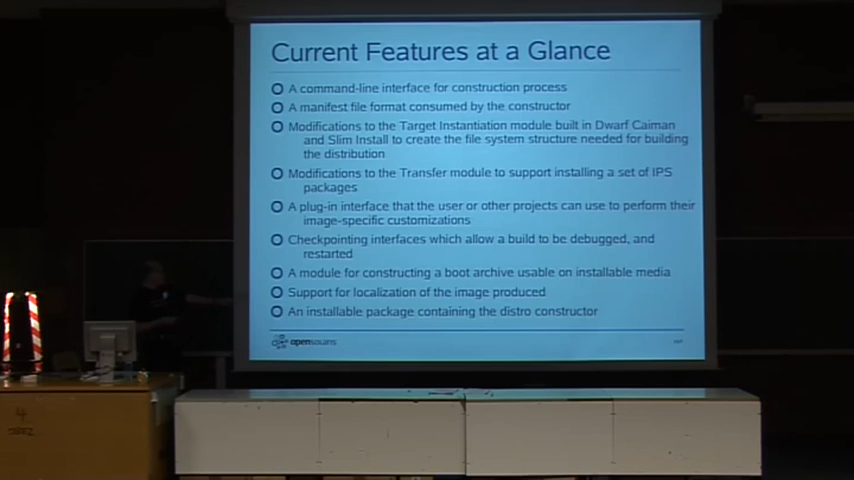 Current Features at a Glance
A command-line interface for construction process
A manifest file format consumed by the constructor
Modifications to the Target Instantiation module built in Dwarf Caiman
and Slim Install to create the file system structure needed for building
the distribution
Modifications to the Transfer module to support installing a set of IPS
packages
A plug-in interface that the user or other projects can use to perform their
image-specific customizations
Checkpointing interfaces which allow a build to be debugged, and
restarted
A module for constructing a boot archive usable on installable media
Support for localization of the image produced
An installable package containing the distro constructor
opensolaris